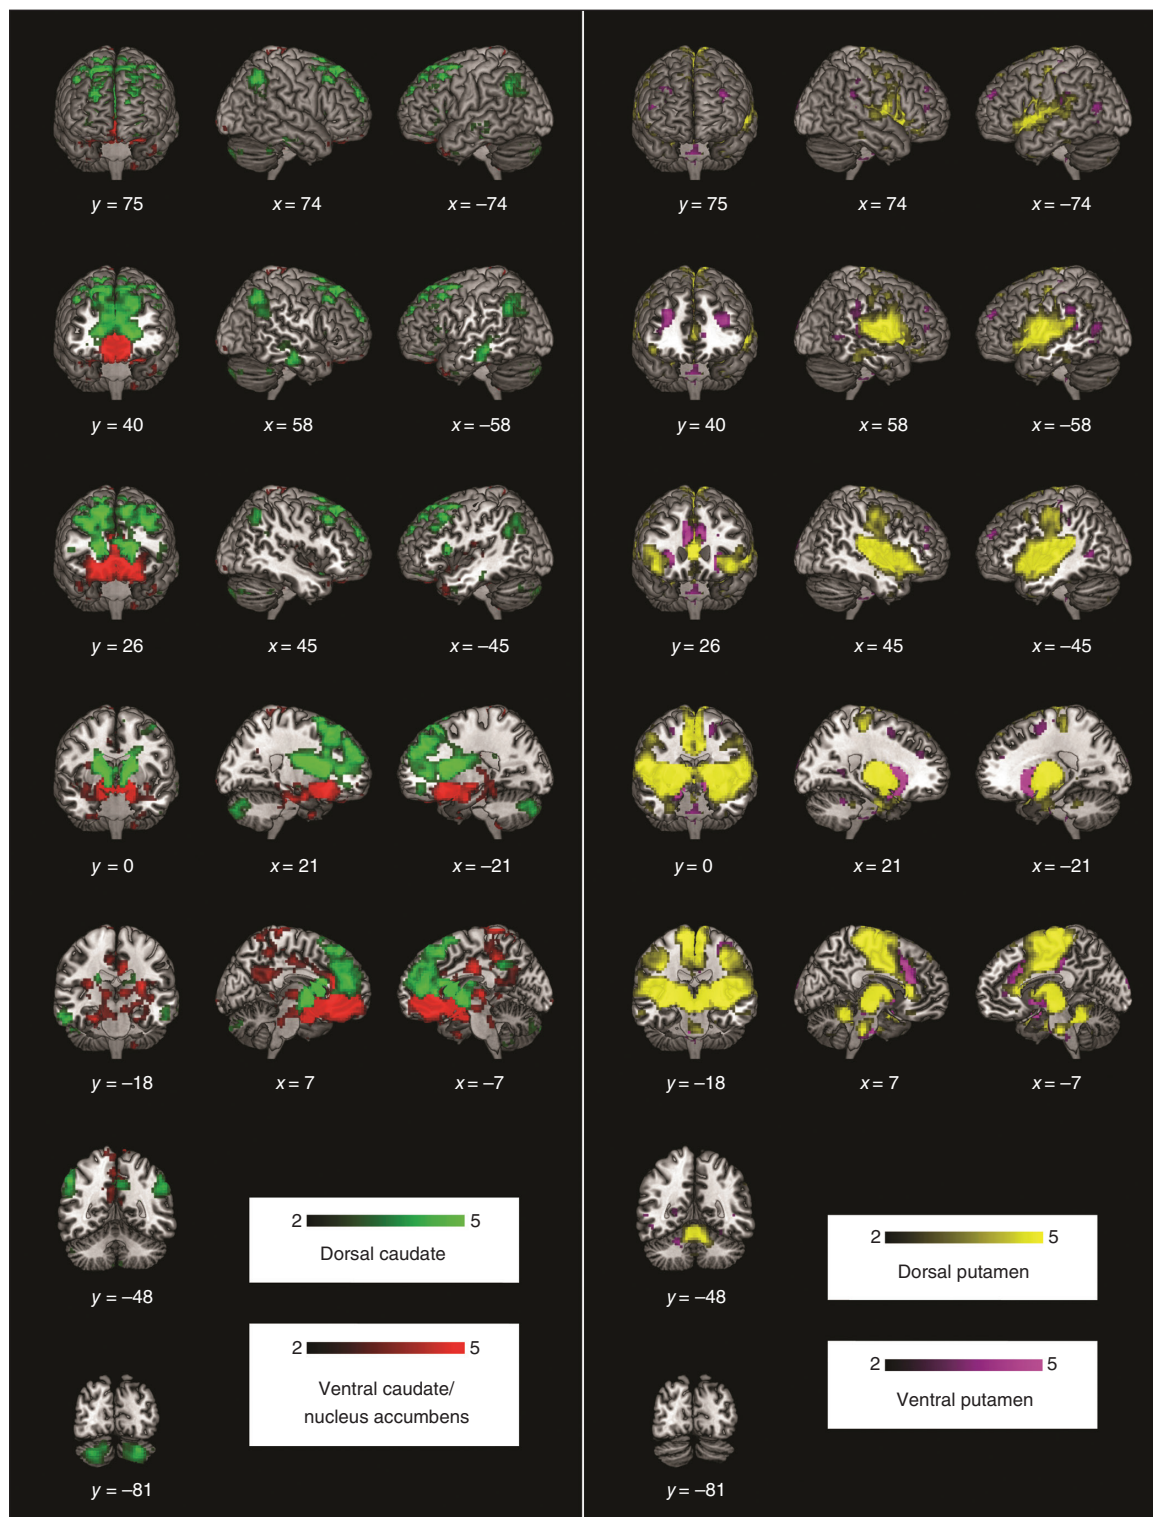 y = 75
x = 74
x = –74
y = 40
x = 58
x = –58
y = 26
x = 45
x = –45
y = 0
x = 21
x = –21
y = –18
x = 7
x = –7
y = –48
2 5
Dorsal caudate
2 5
Ventral caudate/
nucleus accumbens
y = –81
y = 75
x = 74
x = –74
y = 40
x = 58
x = –58
y = 26
x = 45
x = –45
y = 0
x = 21
x = –21
y = –18
x = 7
x = –7
y = –48
2 5
Dorsal putamen
2 5
Ventral putamen
y = –81